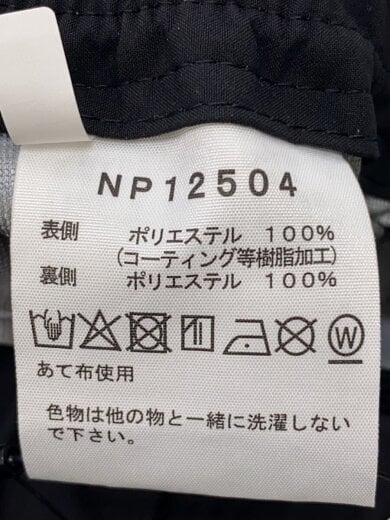 NP12504
表側 ポリエステル 100%
(コーティング等樹脂加工)
裏側 ポリエステル 100%
W
あて布使用
色物は他の物と一緒に洗濯しない
で下さい。